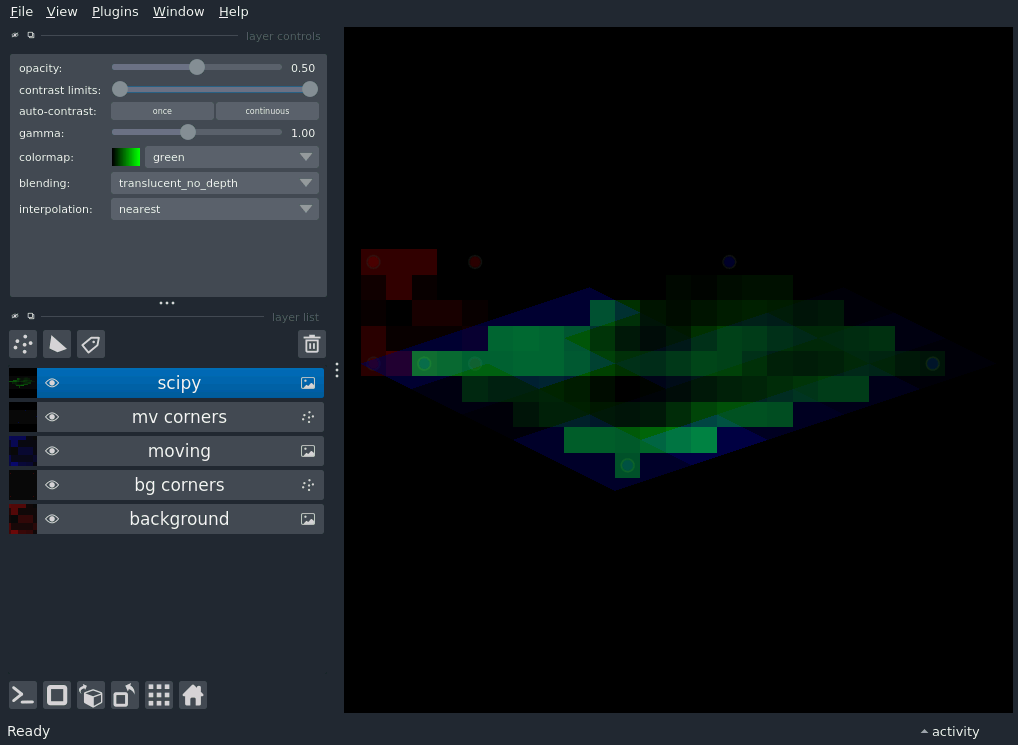 File View Plugins Window Help
layer controls
opacity: 0.50
contrast limits:
auto-contrast: once continuous
gamma: 1.00
colormap: green
blending: translucent_no_depth
interpolation: nearest
layer list
scipy
mv corners
moving
bg corners
background
Ready activity